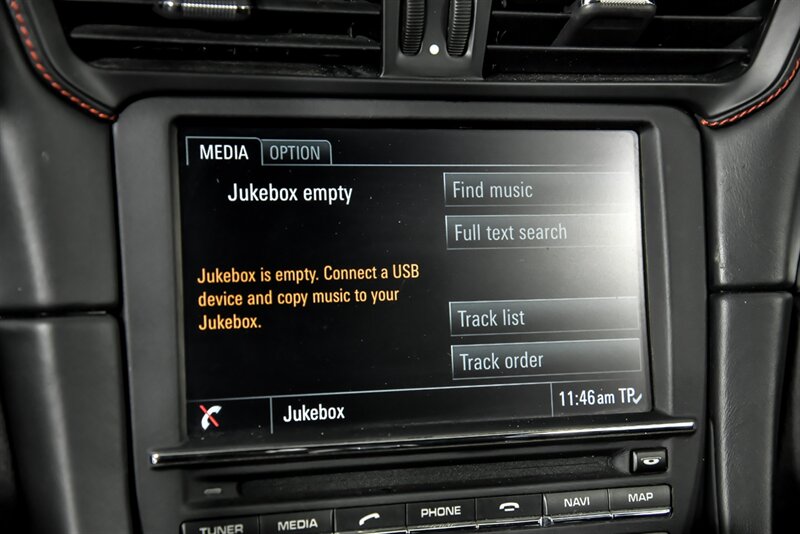 MEDIA OPTION
Jukebox empty
Find music
Full text search
Jukebox is empty. Connect a USB
device and copy music to your
Jukebox.
Track list
Track order
Jukebox
11:46 am TP
TUNER MEDIA PHONE NAVI MAP